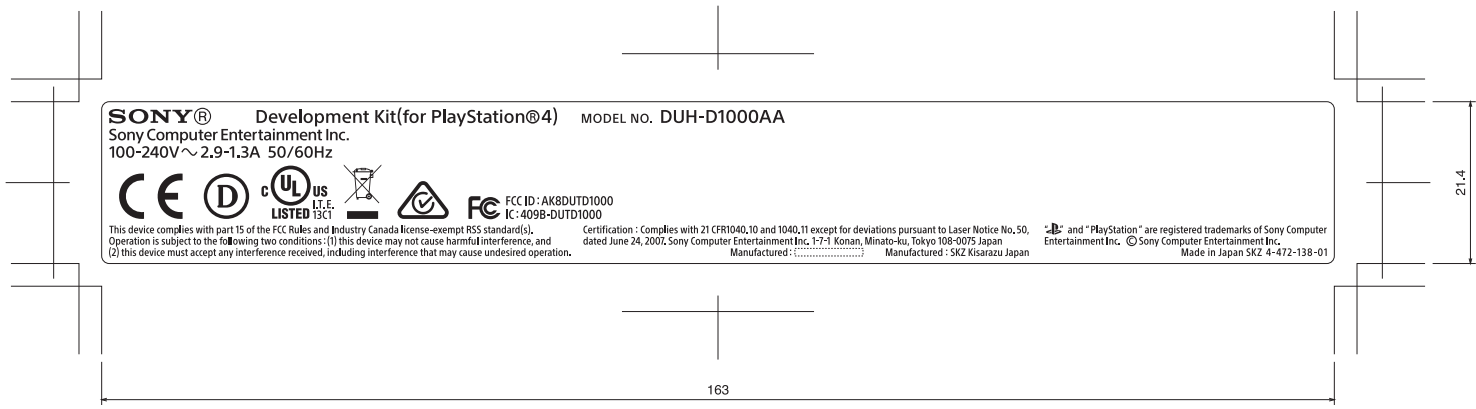 SONY® Development Kit(for PlayStation®4) MODEL NO. DUH-D1000AA
Sony Computer Entertainment Inc.
100-240V～2.9-1.3A 50/60Hz
CE D C UL US LISTED I.T.E. 13C1 FC FCC ID : AK8DUTD1000
IC : 409B-DUTD1000
This device complies with part 15 of the FCC Rules and Industry Canada license-exempt RSS standard(s).
Operation is subject to the following two conditions : (1) this device may not cause harmful interference, and
(2) this device must accept any interference received, including interference that may cause undesired operation.
Certification : Complies with 21 CFR1040.10 and 1040.11 except for deviations pursuant to Laser Notice No. 50,
dated June 24, 2007. Sony Computer Entertainment Inc. 1-7-1 Konan, Minato-ku, Tokyo 108-0075 Japan
Manufactured : Manufactured : SKZ Kisarazu Japan
" " and "PlayStation" are registered trademarks of Sony Computer
Entertainment Inc. © Sony Computer Entertainment Inc.
Made in Japan SKZ 4-472-138-01
21.4
163